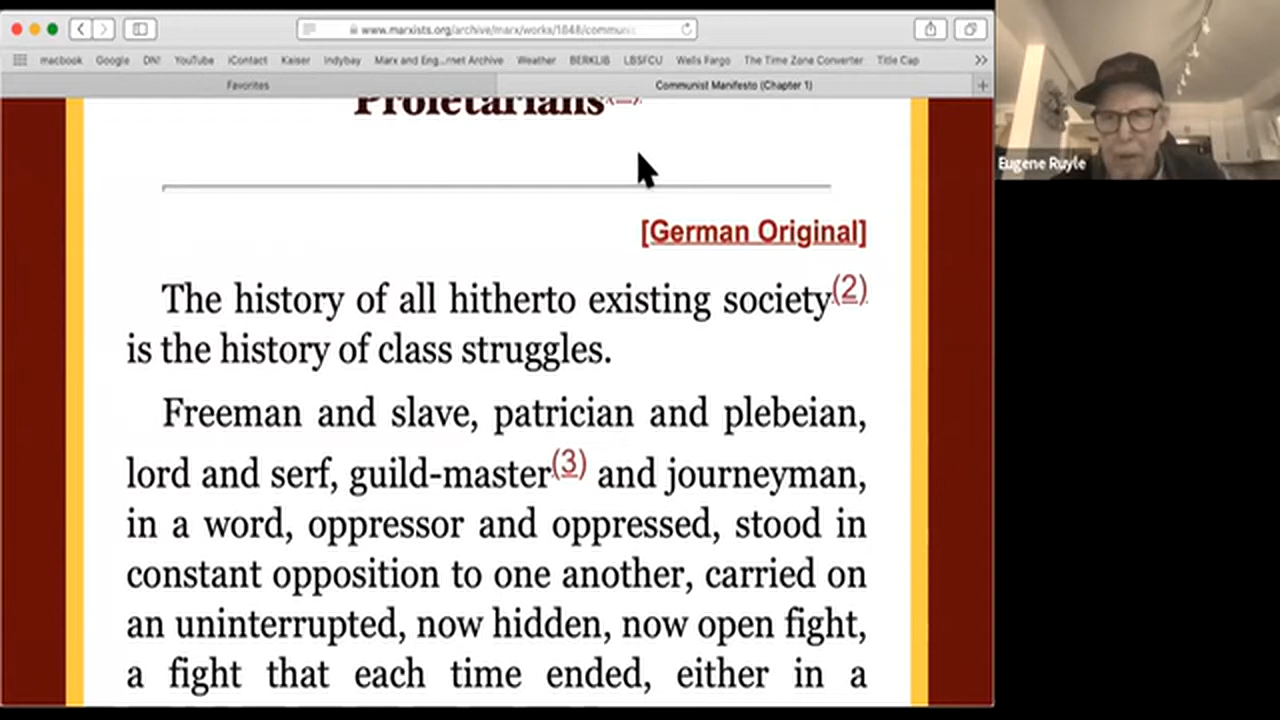 www.marxists.org/archive/marx/works/1848/commun
macbook Google DN! YouTube iContact Kaiser Indybay Marx and Eng...rnet Archive Weather BERKLIB LBSFCU Wells Fargo The Time Zone Converter Title Cap >>
Favorites Communist Manifesto (Chapter 1) +
Proletarians
Eugene Ruyle
[German Original]
The history of all hitherto existing society(2)
is the history of class struggles.
Freeman and slave, patrician and plebeian,
lord and serf, guild-master(3) and journeyman,
in a word, oppressor and oppressed, stood in
constant opposition to one another, carried on
an uninterrupted, now hidden, now open fight,
a fight that each time ended, either in a